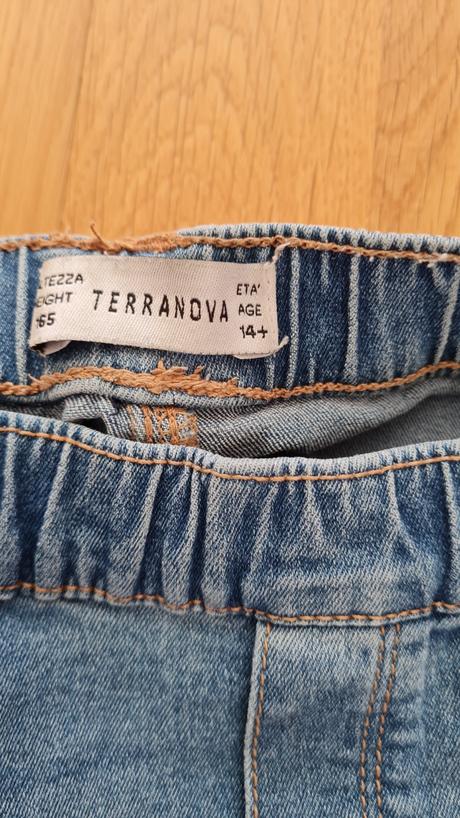 TEZZA
EIGHT
65
TERRANOVA
ETA'
AGE
14+